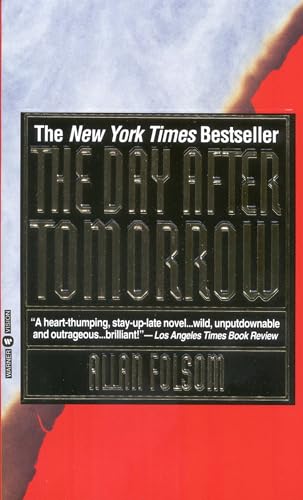 The New York Times Bestseller
THE DAY AFTER
TOMORROW
“A heart-thumping, stay-up-late novel...wild, unputdownable
and outrageous...brilliant!”— Los Angeles Times Book Review
ALLAN FOLSOM
WARNER
VISION